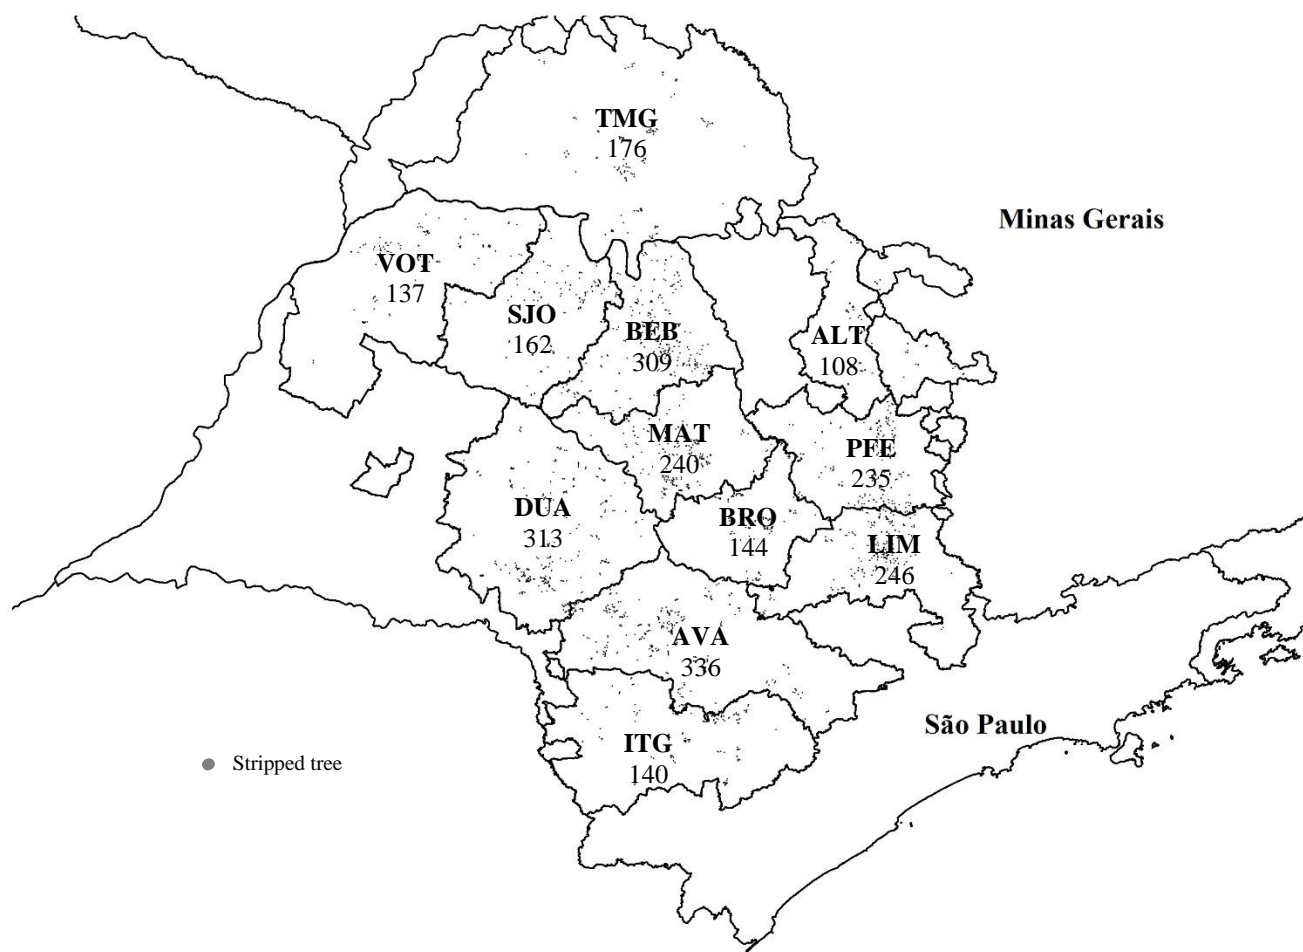 TMG
176
Minas Gerais
VOT
137
SJO
162
BEB
309
ALT
108
MAT
240
PFE
235
DUA
313
BRO
144
LIM
246
AVA
336
São Paulo
ITG
140
Stripped tree